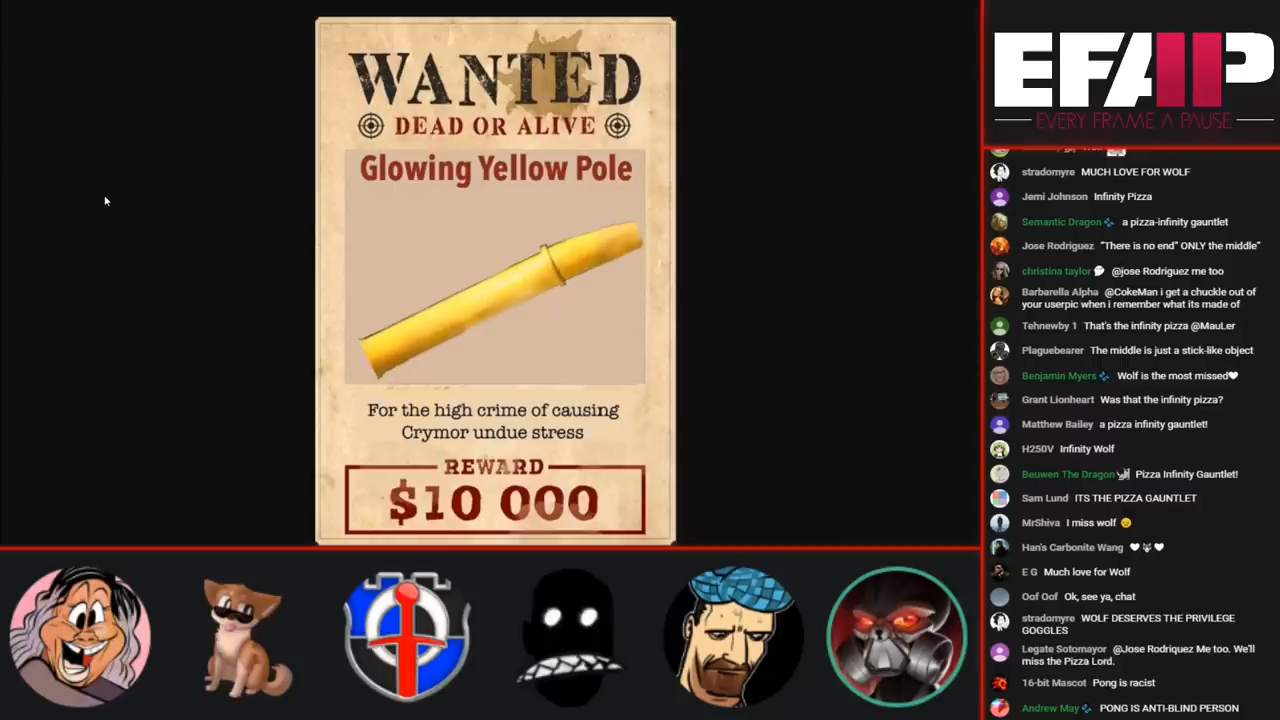 WANTED
DEAD OR ALIVE
Glowing Yellow Pole
For the high crime of causing
Crymor undue stress
REWARD
$10 000
EFAP
EVERY FRAME A PAUSE
stradomyre MUCH LOVE FOR WOLF
Jemi Johnson Infinity Pizza
Semantic Dragon a pizza-infinity gauntlet
Jose Rodriguez “There is no end” ONLY the middle”
christina taylor @jose Rodriguez me too
Barbarella Alpha @CokeMan i get a chuckle out of
your userpic when i remember what its made of
Tehnewby 1 That's the infinity pizza @MauLer
Plaguebearer The middle is just a stick-like object
Benjamin Myers Wolf is the most missed
Grant Lionheart Was that the infinity pizza?
Matthew Bailey a pizza infinity gauntlet!
H250V Infinity Wolf
Beuwen The Dragon Pizza Infinity Gauntlet!
Sam Lund ITS THE PIZZA GAUNTLET
MrShiva I miss wolf
Han's Carbonite Wang
E G Much love for Wolf
Oof Oof Ok, see ya, chat
stradomyre WOLF DESERVES THE PRIVILEGE
GOGGLES
Legate Sotomayor @Jose Rodriquez Me too. We'll
miss the Pizza Lord.
16-bit Mascot Pong is racist
Andrew May PONG IS ANTI-BLIND PERSON